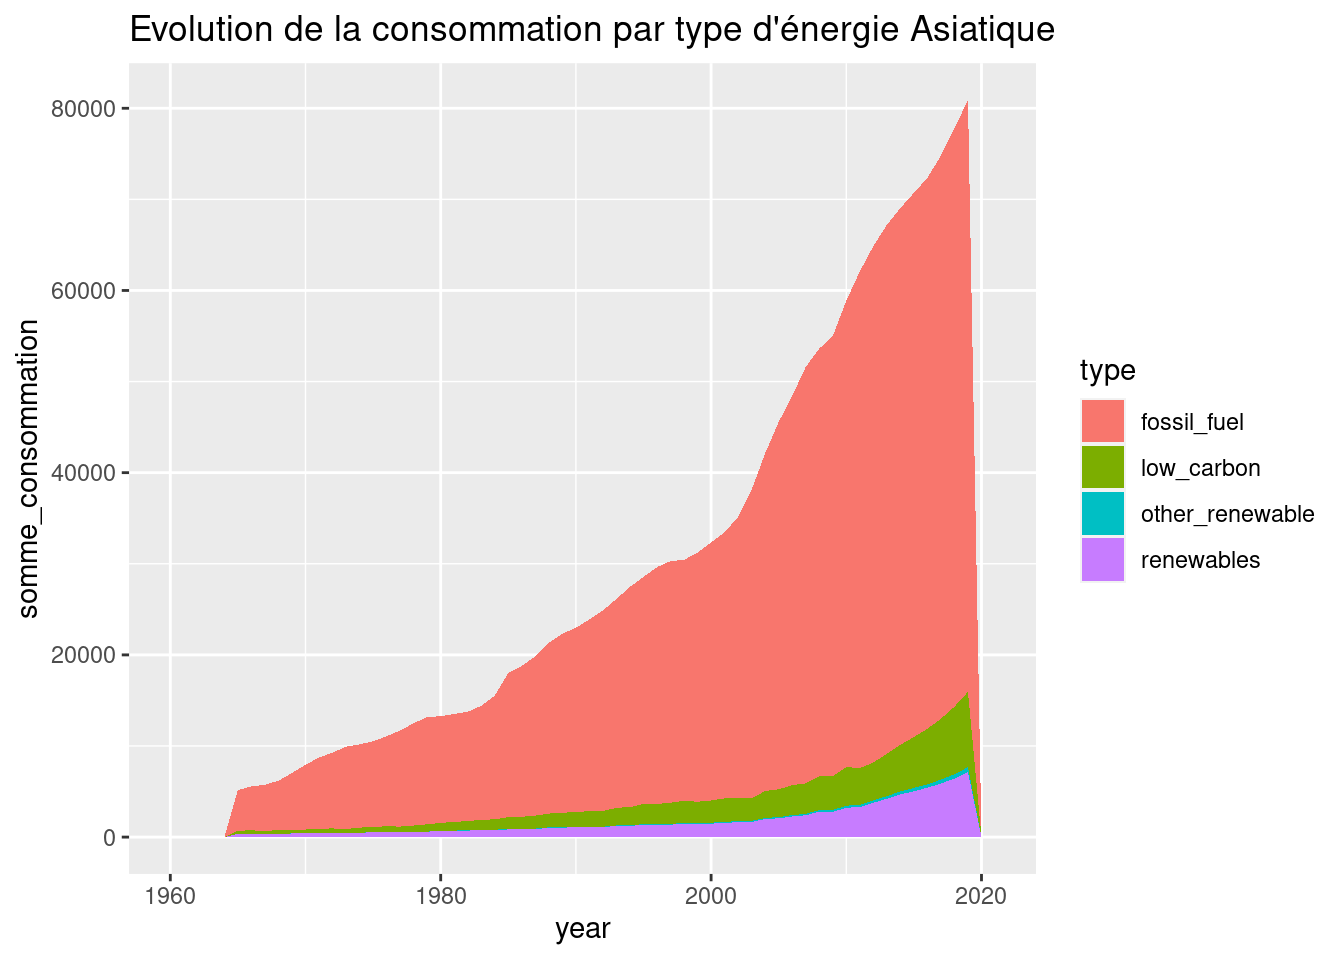 Evolution de la consommation par type d'énergie Asiatique
80000
60000
40000
20000
0
somme_consommation
1960
1980
2000
2020
year
type
fossil_fuel
low_carbon
other_renewable
renewables